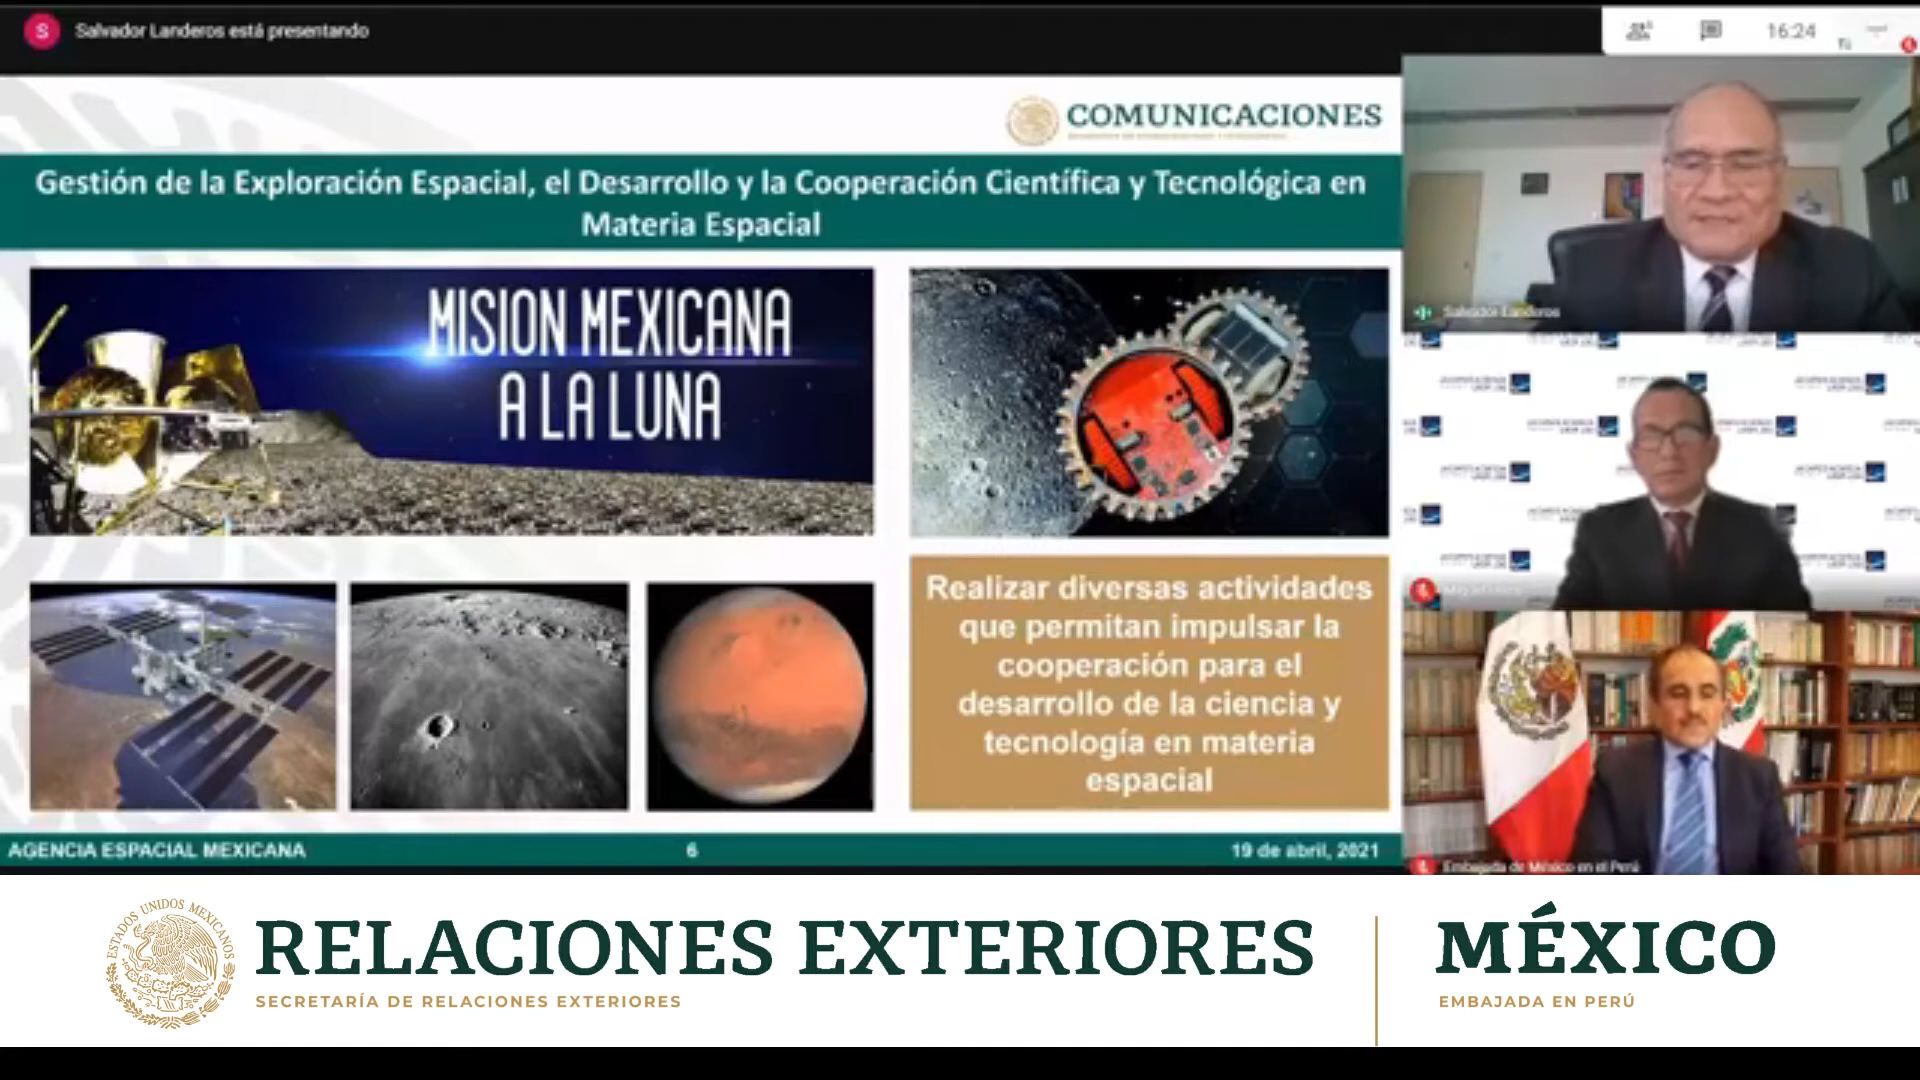 S
Salvador Landeros está presentando
16:24
COMUNICACIONES
Gestión de la Exploración Espacial, el Desarrollo y la Cooperación Científica y Tecnológica en
Materia Espacial
MISION MEXICANA
A LA LUNA
Realizar diversas actividades
que permitan impulsar la
cooperación para el
desarrollo de la ciencia y
tecnología en materia
espacial
AGENCIA ESPACIAL MEXICANA
6
19 de abril, 2021
Salvador Landeros
Embajada de México en el Perú
ESTADOS UNIDOS MEXICANOS
RELACIONES EXTERIORES
SECRETARÍA DE RELACIONES EXTERIORES
MÉXICO
EMBAJADA EN PERÚ